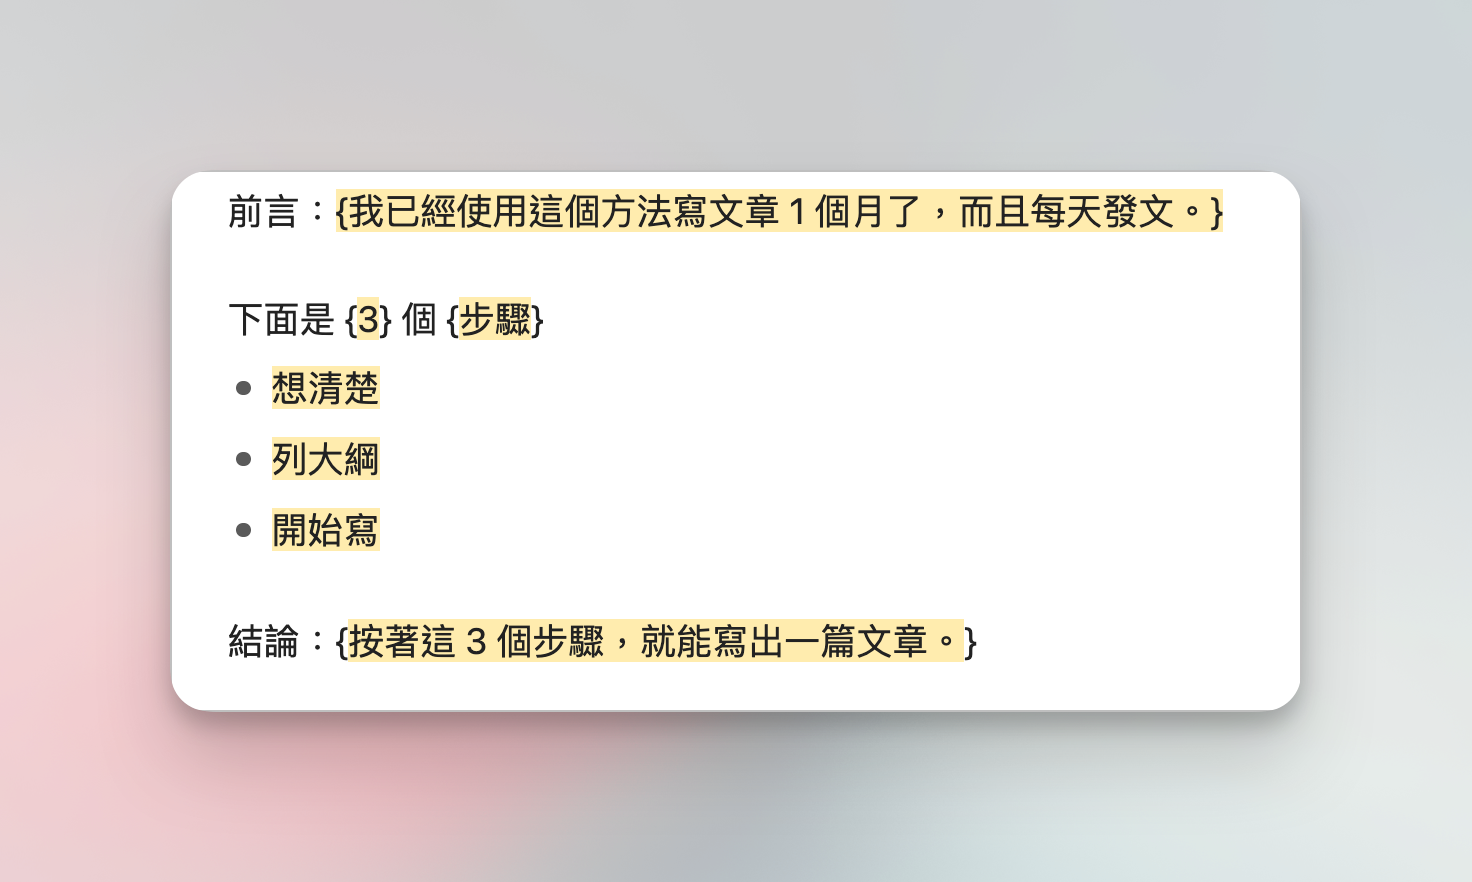 前言：{我已經使用這個方法寫文章 1 個月了，而且每天發文。}
下面是 {3} 個 {步驟}
• 想清楚
• 列大綱
• 開始寫
結論：{按著這 3 個步驟，就能寫出一篇文章。}